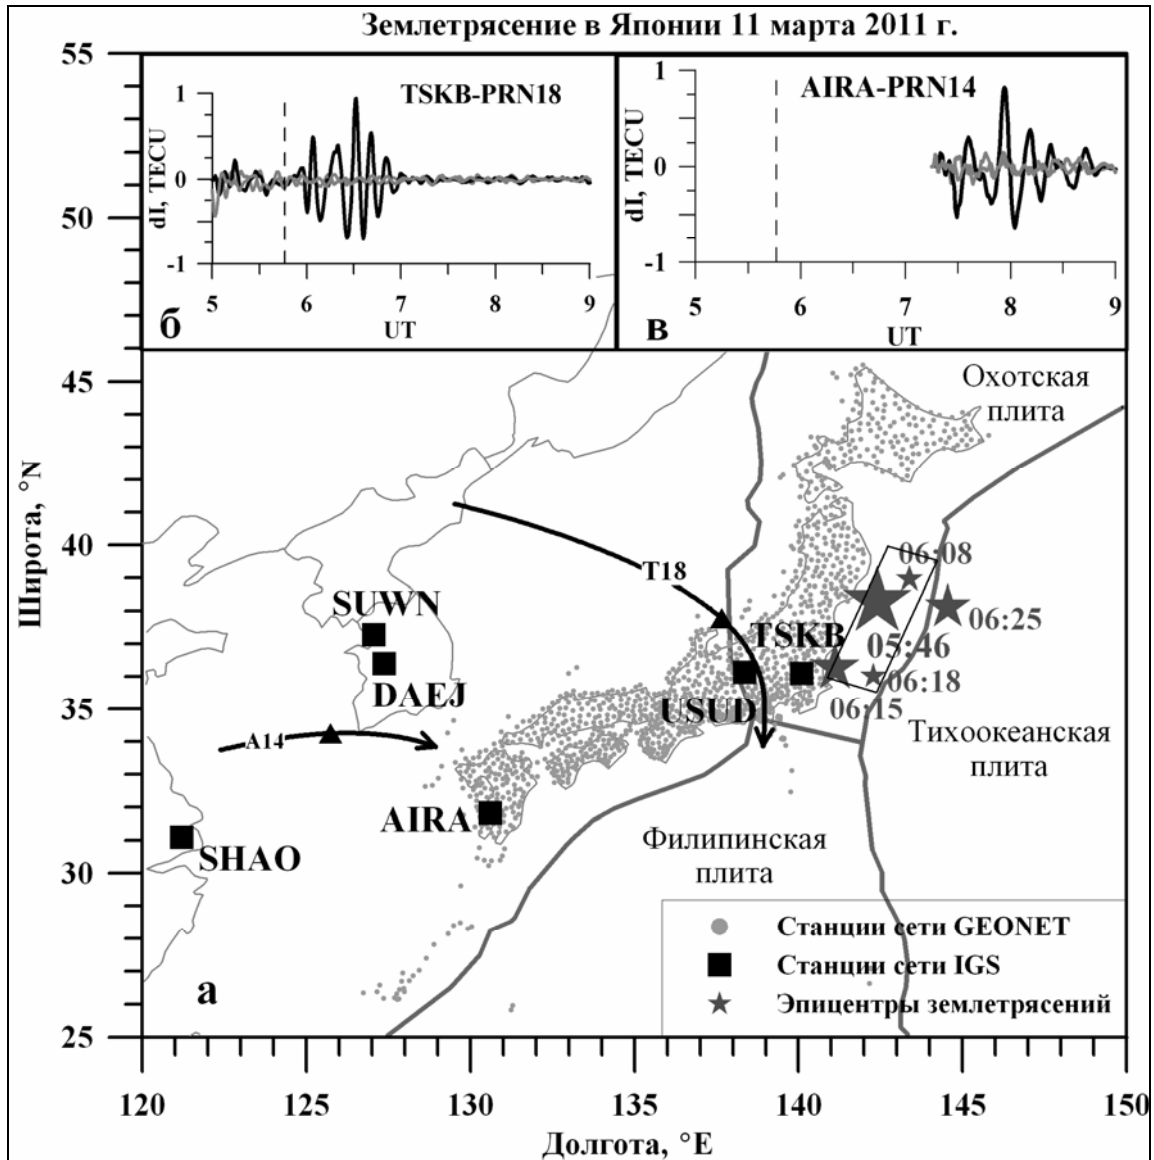 Землетрясение в Японии 11 марта 2011 г.
55
50
45
40
35
30
25
Широта, °N
TSKB-PRN18
1
0
-1
dI, TECU
5 6 7 8 9
UT
б
AIRA-PRN14
1
0
-1
dI, TECU
5 6 7 8 9
UT
в
Охотская
плита
06:08
T18
SUWN
TSKB
06:25
05:46
DAEJ
06:18
USUD
06:15
A14
Тихоокеанская
плита
AIRA
SHAO
Филипинская
плита
Станции сети GEONET
Станции сети IGS
Эпицентры землетрясений
а
120 125 130 135 140 145 150
Долгота, °E